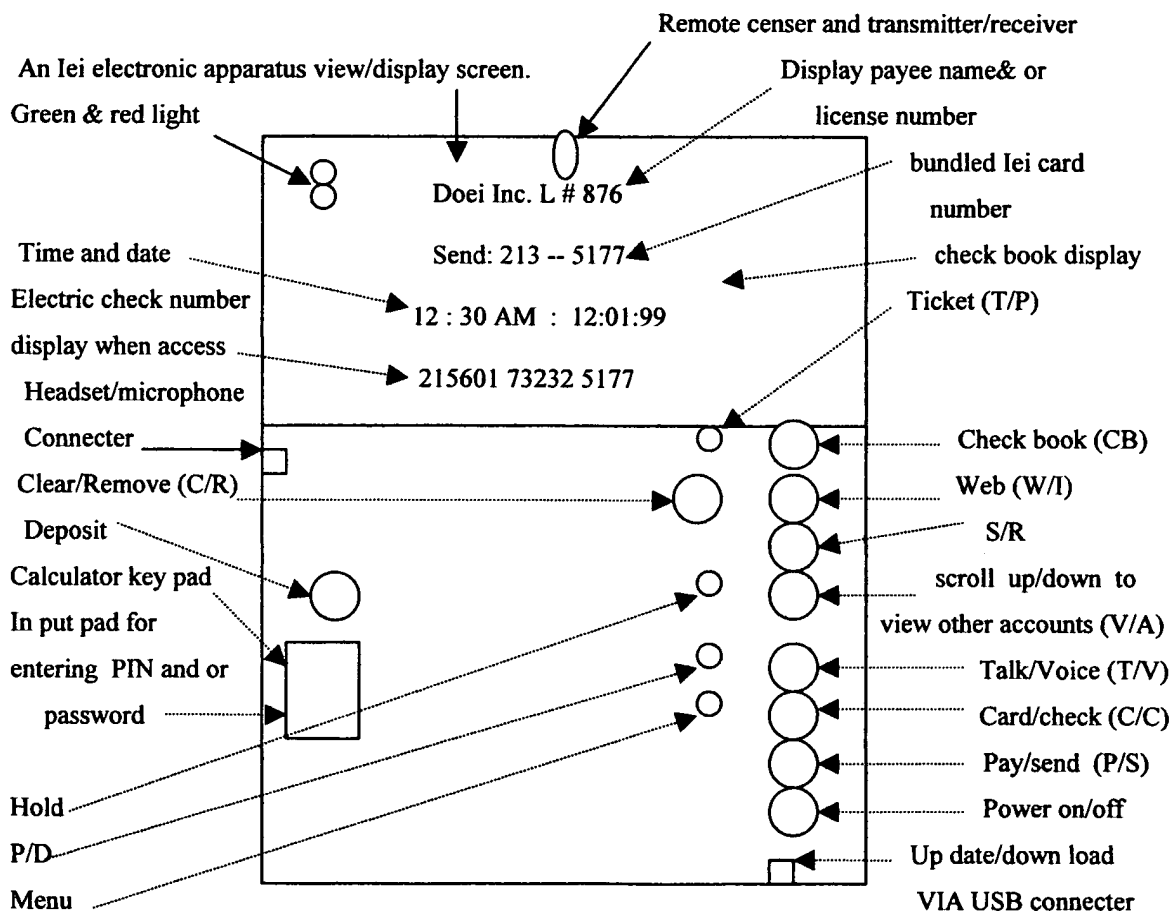 Remote censer and transmitter/receiver
An Iei electronic apparatus view/display screen.
Display payee name& or
license number
Green & red light
bundled Iei card
number
Doei Inc. L # 876
Time and date
Send: 213 -- 5177
check book display
Electric check number
display when access
12 : 30 AM : 12:01:99
Ticket (T/P)
215601 73232 5177
Headset/microphone
Connecter
Check book (CB)
Clear/Remove (C/R)
Web (W/I)
Deposit
S/R
Calculator key pad
scroll up/down to
view other accounts (V/A)
In put pad for
entering PIN and or
password
Talk/Voice (T/V)
Card/check (C/C)
Pay/send (P/S)
Hold
Power on/off
P/D
Up date/down load
VIA USB connecter
Menu